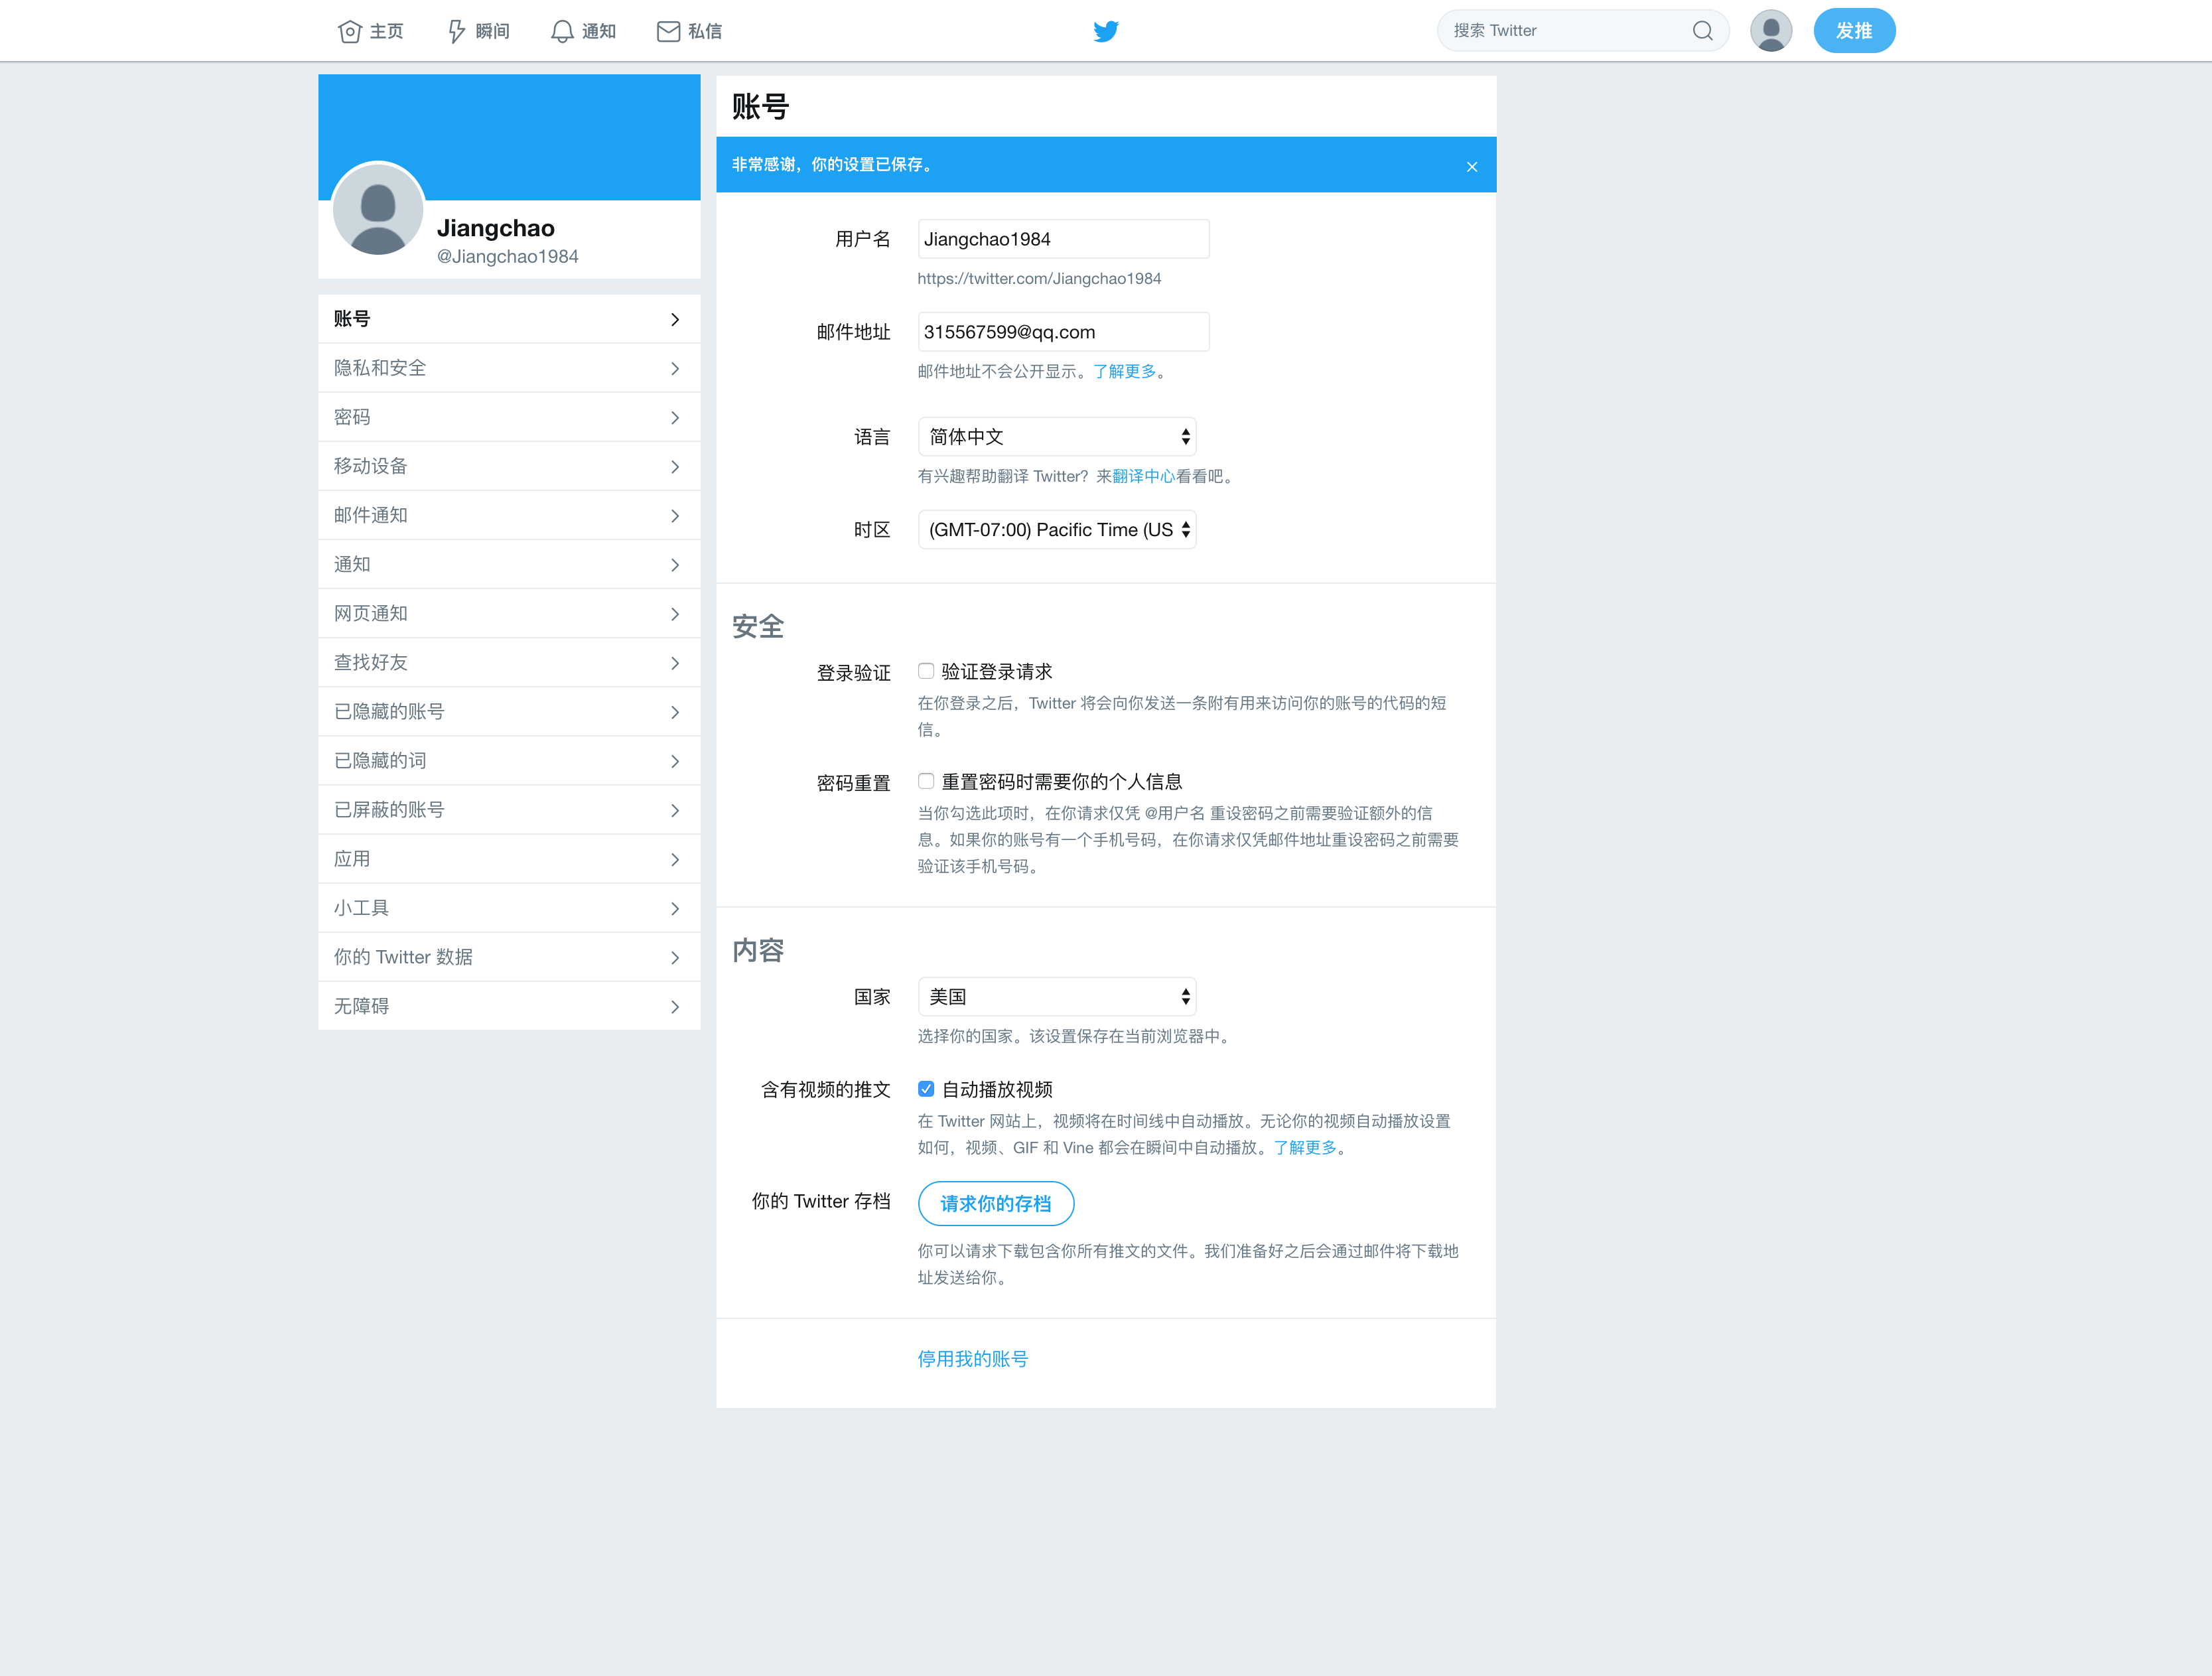 主页
瞬间
通知
私信
搜索 Twitter
发推
Jiangchao
@Jiangchao1984
账号
隐私和安全
密码
移动设备
邮件通知
通知
网页通知
查找好友
已隐藏的账号
已隐藏的词
已屏蔽的账号
应用
小工具
你的 Twitter 数据
无障碍
账号
非常感谢，你的设置已保存。
用户名
Jiangchao1984
https://twitter.com/Jiangchao1984
邮件地址
315567599@qq.com
邮件地址不会公开显示。了解更多。
语言
简体中文
有兴趣帮助翻译 Twitter？来翻译中心看看吧。
时区
(GMT-07:00) Pacific Time (US
安全
登录验证
验证登录请求
在你登录之后，Twitter 将会向你发送一条附有用来访问你的账号的代码的短
信。
密码重置
重置密码时需要你的个人信息
当你勾选此项时，在你请求仅凭 @用户名 重设密码之前需要验证额外的信
息。如果你的账号有一个手机号码，在你请求仅凭邮件地址重设密码之前需要
验证该手机号码。
内容
国家
美国
选择你的国家。该设置保存在当前浏览器中。
含有视频的推文
自动播放视频
在 Twitter 网站上，视频将在时间线中自动播放。无论你的视频自动播放设置
如何，视频、GIF 和 Vine 都会在瞬间中自动播放。了解更多。
你的 Twitter 存档
请求你的存档
你可以请求下载包含你所有推文的文件。我们准备好之后会通过邮件将下载地
址发送给你。
停用我的账号